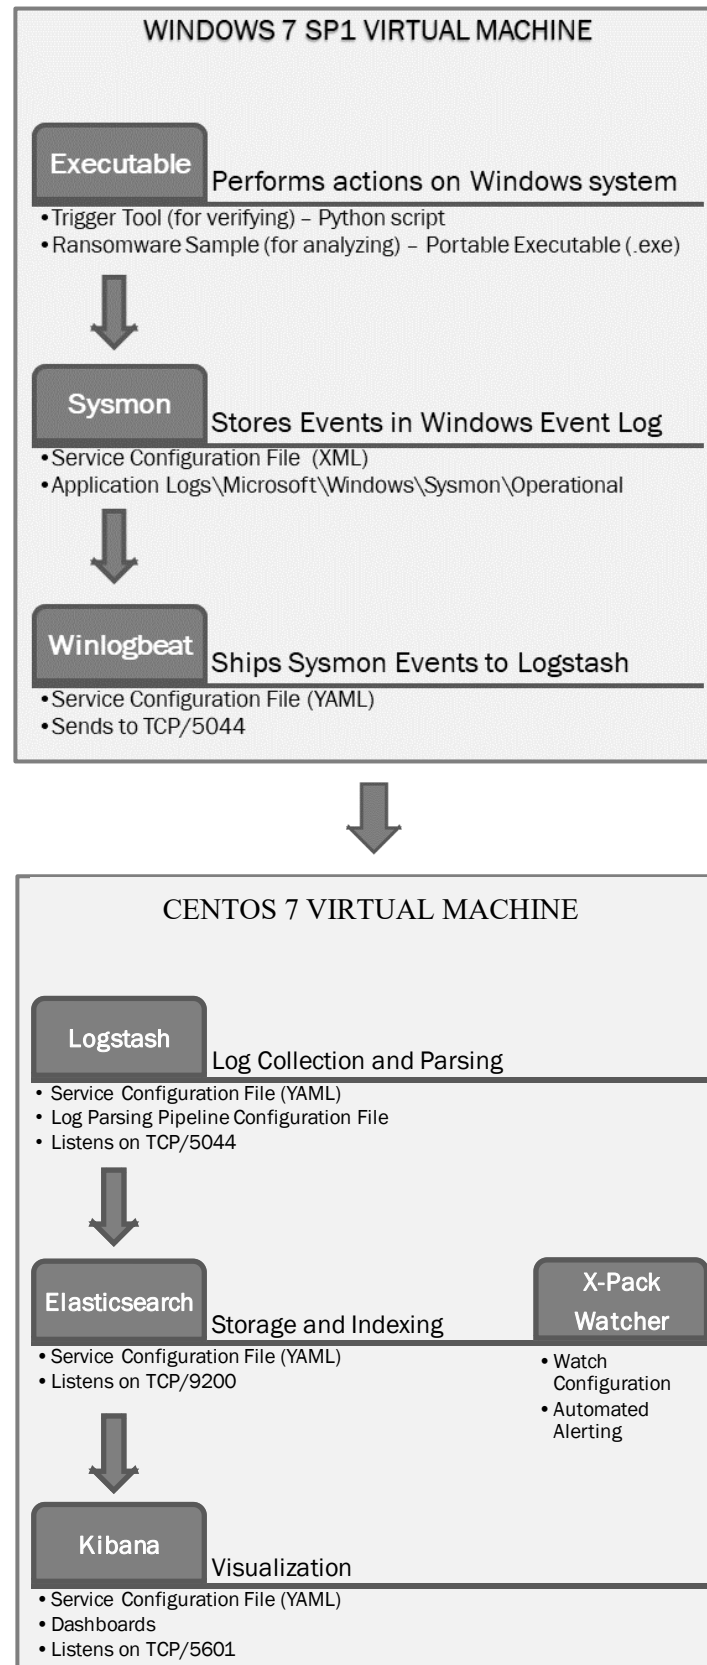 WINDOWS 7 SP1 VIRTUAL MACHINE
Executable
Performs actions on Windows system
•Trigger Tool (for verifying) – Python script
•Ransomware Sample (for analyzing) – Portable Executable (.exe)
Sysmon
Stores Events in Windows Event Log
•Service Configuration File (XML)
•Application Logs\Microsoft\Windows\Sysmon\Operational
Winlogbeat
Ships Sysmon Events to Logstash
•Service Configuration File (YAML)
•Sends to TCP/5044
CENTOS 7 VIRTUAL MACHINE
Logstash
Log Collection and Parsing
• Service Configuration File (YAML)
• Log Parsing Pipeline Configuration File
• Listens on TCP/5044
Elasticsearch
Storage and Indexing
• Service Configuration File (YAML)
• Listens on TCP/9200
X-Pack
Watcher
• Watch
Configuration
• Automated
Alerting
Kibana
Visualization
• Service Configuration File (YAML)
• Dashboards
• Listens on TCP/5601